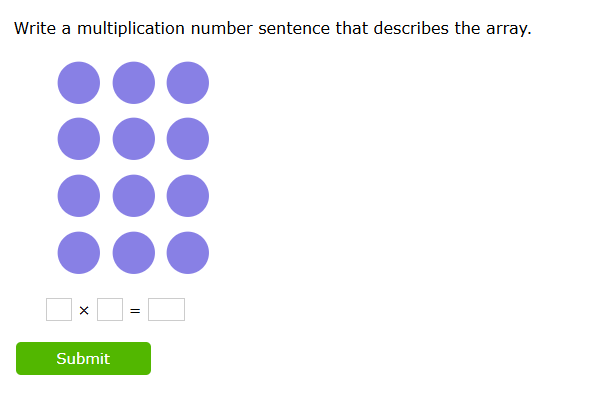 Write a multiplication number sentence that describes the array.
× =
Submit